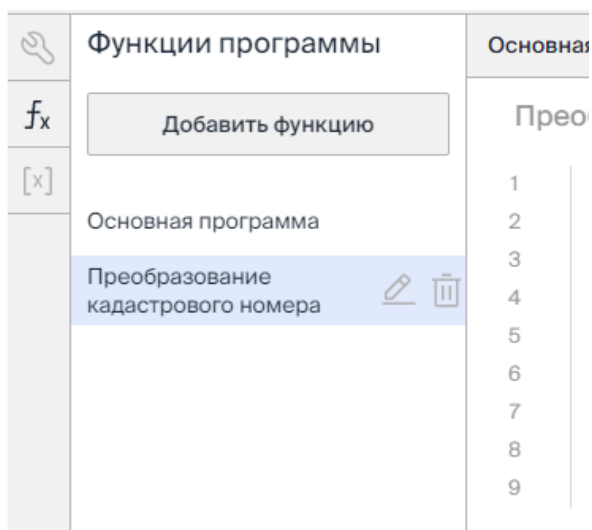 Функции программы
Основная
fx
Добавить функцию
Прео
[x]
1
Основная программа
2
Преобразование
кадастрового номера
3
4
5
6
7
8
9